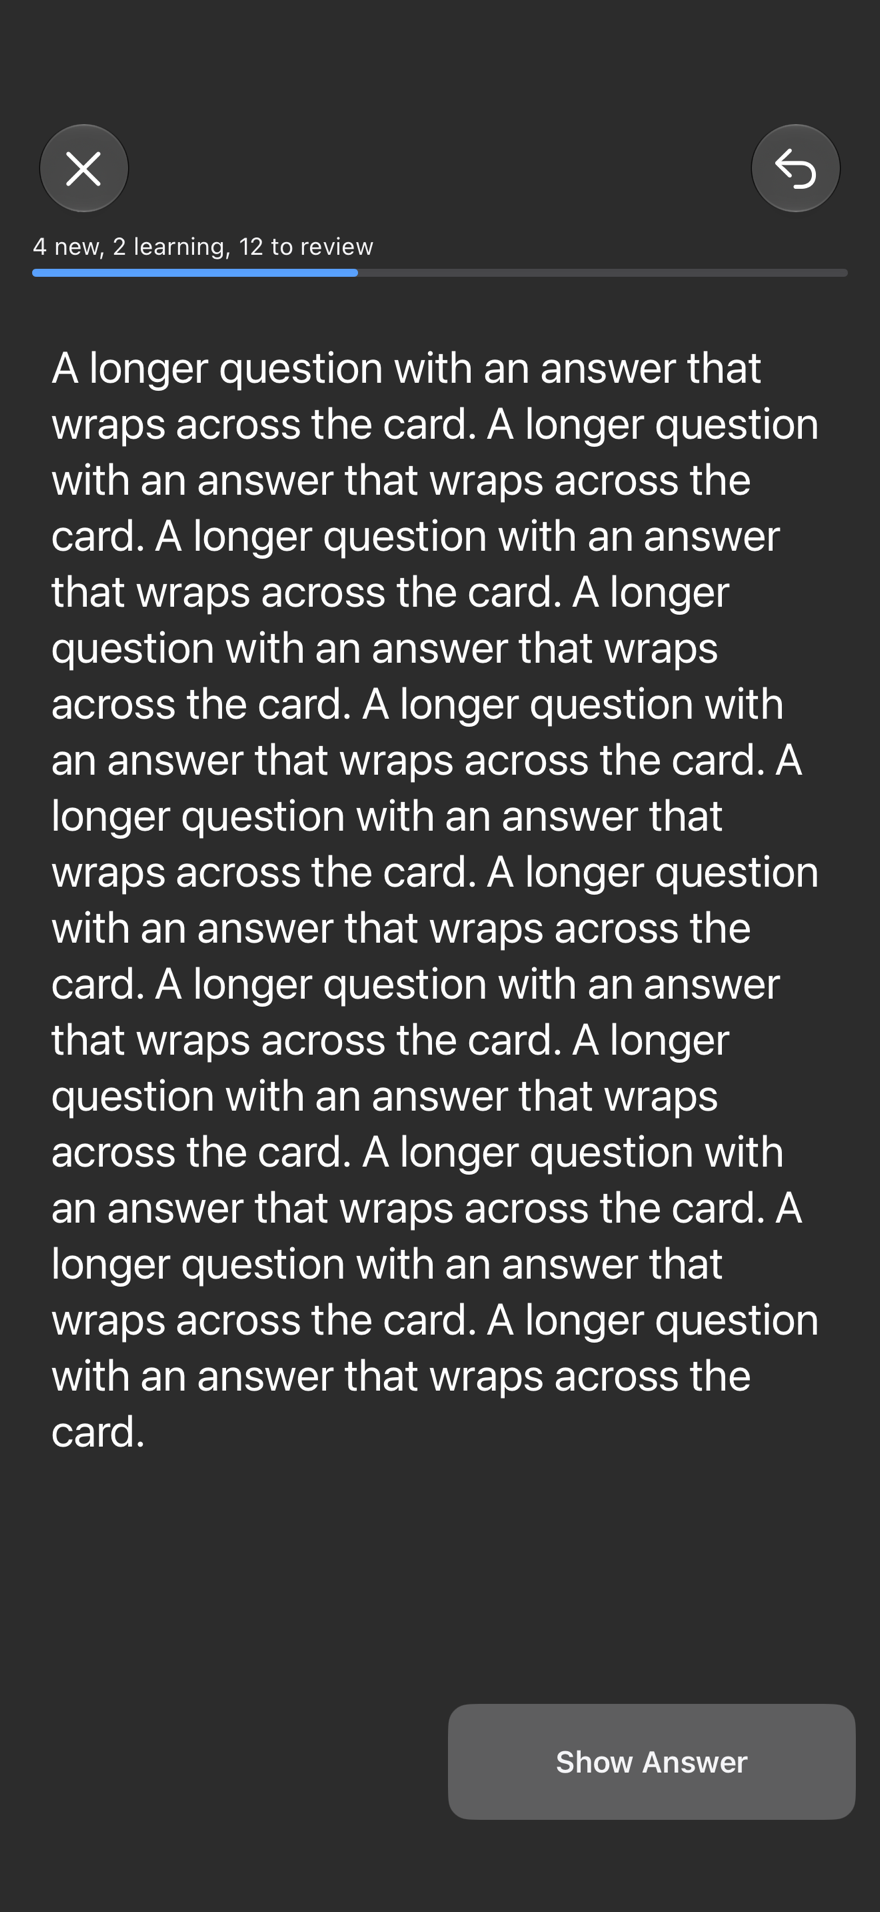 4 new, 2 learning, 12 to review
A longer question with an answer that
wraps across the card. A longer question
with an answer that wraps across the
card. A longer question with an answer
that wraps across the card. A longer
question with an answer that wraps
across the card. A longer question with
an answer that wraps across the card. A
longer question with an answer that
wraps across the card. A longer question
with an answer that wraps across the
card. A longer question with an answer
that wraps across the card. A longer
question with an answer that wraps
across the card. A longer question with
an answer that wraps across the card. A
longer question with an answer that
wraps across the card. A longer question
with an answer that wraps across the
card.
Show Answer